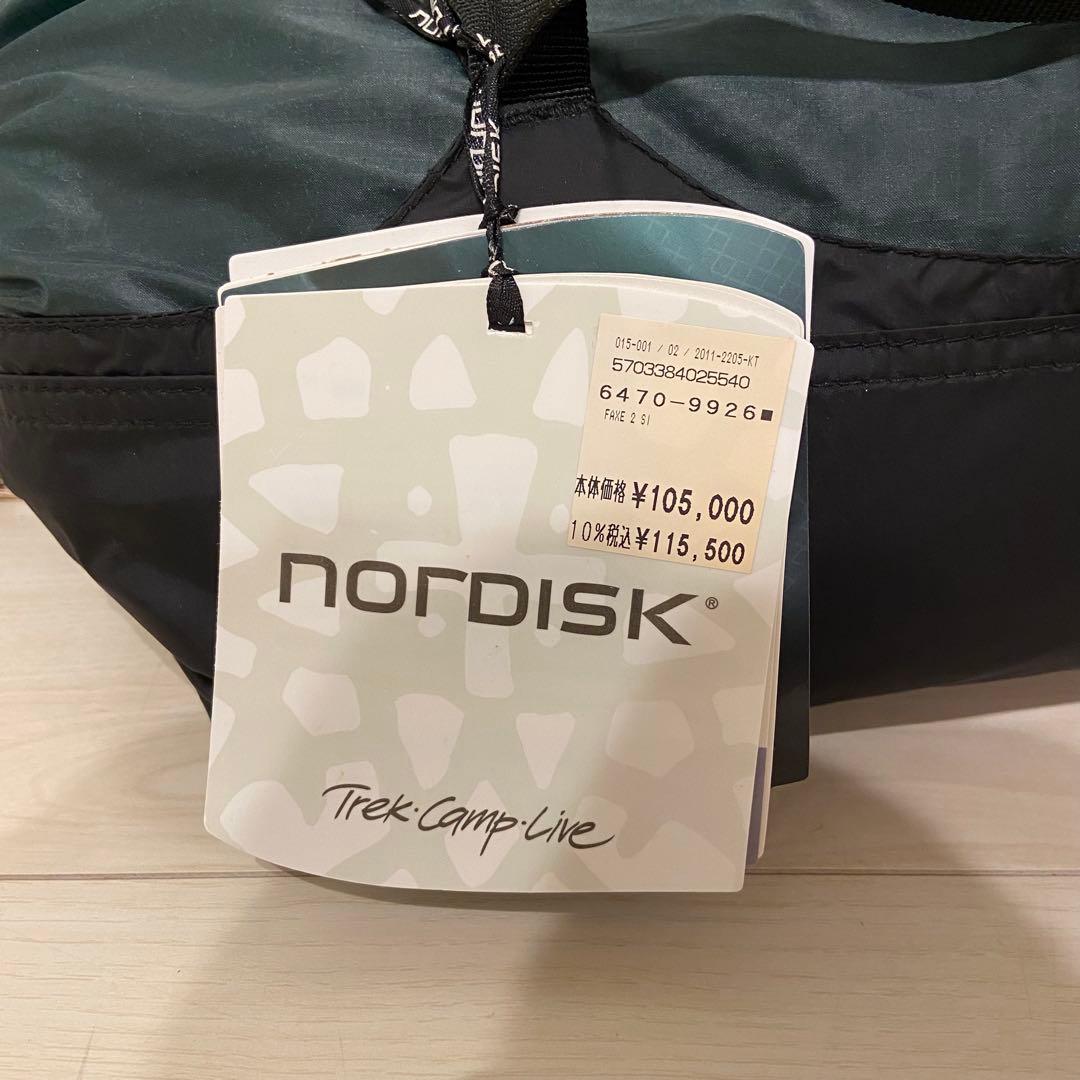 015-001 / 02 / 2011-2205-KT
5703384025540
6470-9926■
FAXE 2 SI
本体価格 ¥105,000
10%税込 ¥115,500
nORDISK®
Trek·Camp·Live